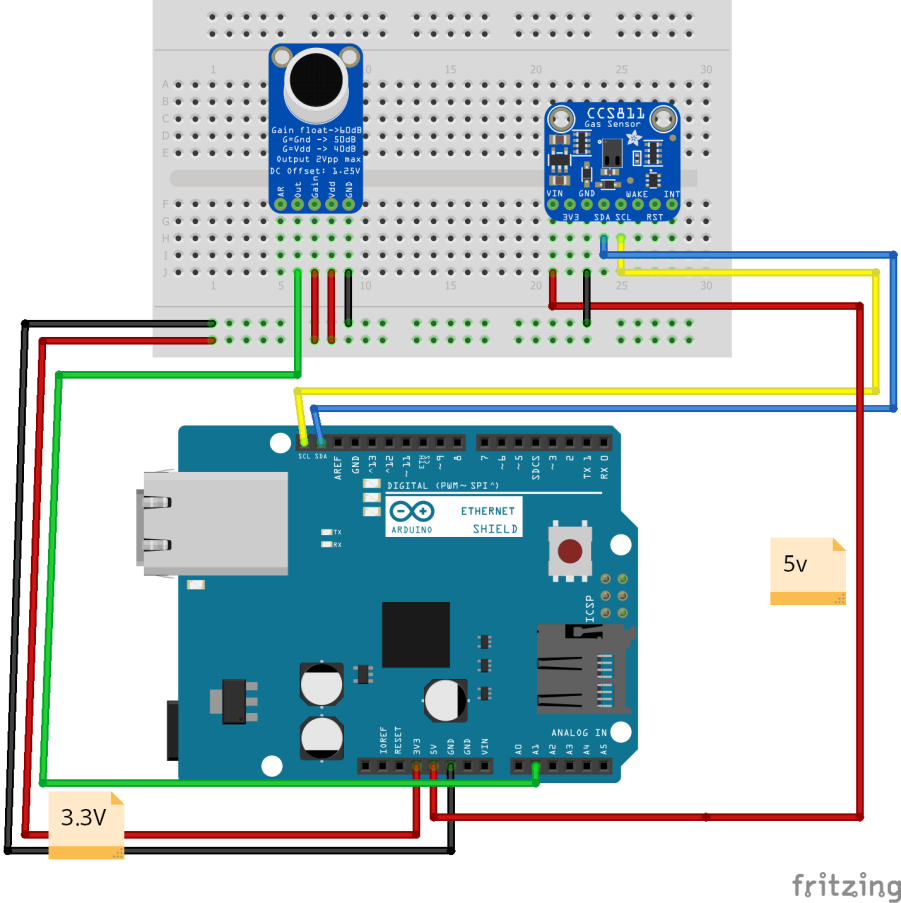 1 10 15 20 25 30
A
B
C
D
E
F
G
H
I
J
1 5 10 15 20 25 30
Gain float->60dB
G=Gnd -> 50dB
G=Vdd -> 40dB
Output 2Vpp max
DC Offset: 1.25V
AR Out Gain Vdd GND
CCS811
Gas Sensor
VIN GND WAKE INT
3V3 SDA SCL RST
SCL SDA AREF GND ^13 ^12 ~11 ~9 8 7 ~6 ~5 SDCS ~3 2 TX 1 RX 0
DIGITAL (PWM~ SPI^)
ARDUINO
ETHERNET
SHIELD
TX
RX
ICSP
ANALOG IN
IOREF RESET 3V3 5V GND GND VIN A0 A1 A2 A3 A4 A5
5v
3.3V
fritzing